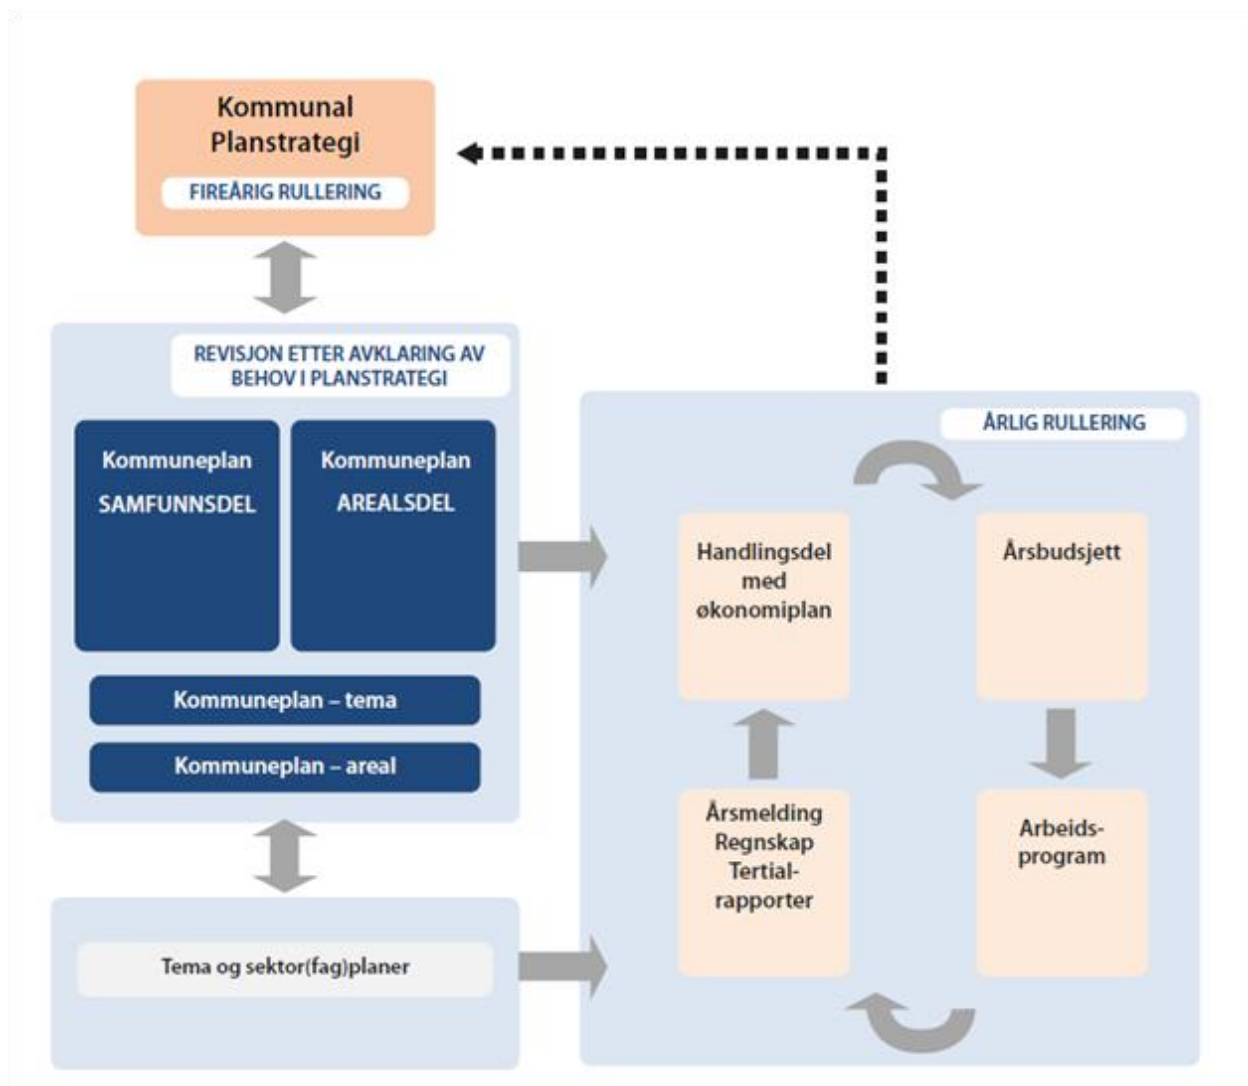 Kommunal
Planstrategi
FIREÅRIG RULLERING
REVISJON ETTER AVKLARING AV
BEHOV I PLANSTRATEGI
Kommuneplan
SAMFUNNSDEL
Kommuneplan
AREALSDEL
Kommuneplan – tema
Kommuneplan – areal
Tema og sektor(fag)planer
ÅRLIG RULLERING
Handlingsdel
med
økonomiplan
Årsbudsjett
Årsmelding
Regnskap
Tertial-
rapporter
Arbeids-
program